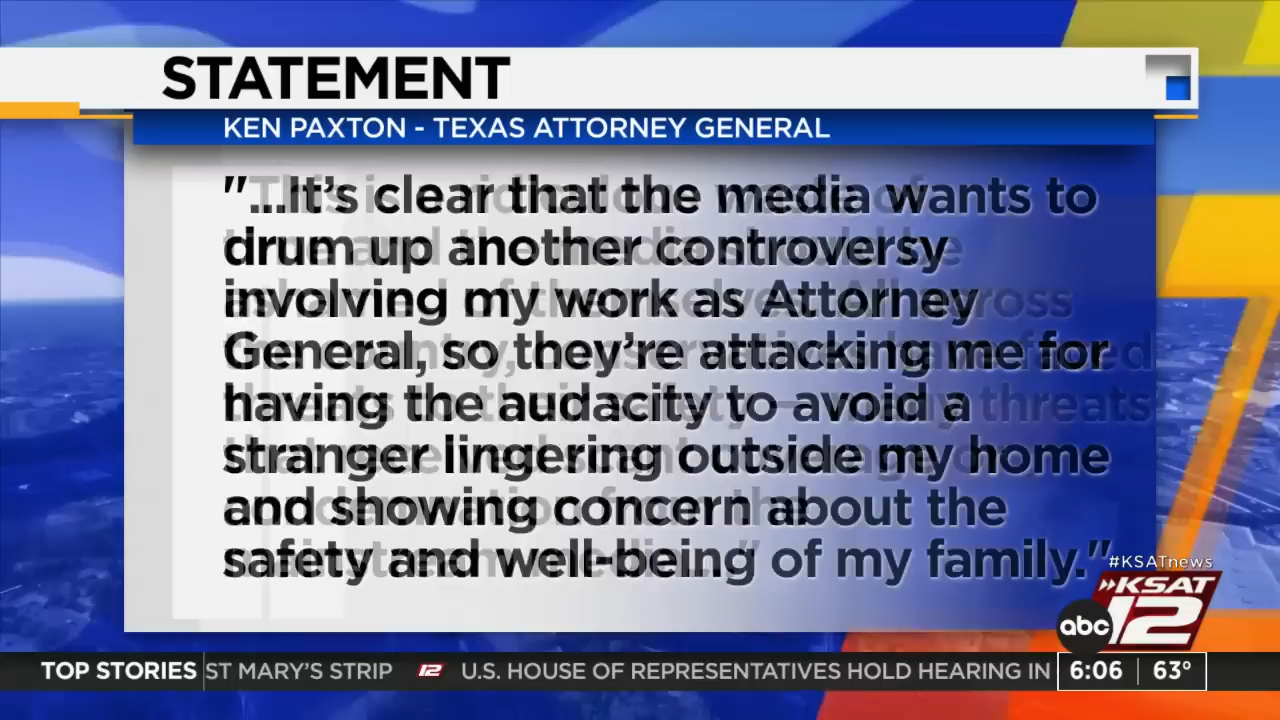 STATEMENT
KEN PAXTON - TEXAS ATTORNEY GENERAL
"...It's clear that the media wants to
drum up another controversy
involving my work as Attorney
General, so they're attacking me for
having the audacity to avoid a
stranger lingering outside my home
and showing concern about the
safety and well-being of my family."
#KSATnews
KSAT
abc 12
TOP STORIES ST MARY'S STRIP 12 U.S. HOUSE OF REPRESENTATIVES HOLD HEARING IN 6:06 63°